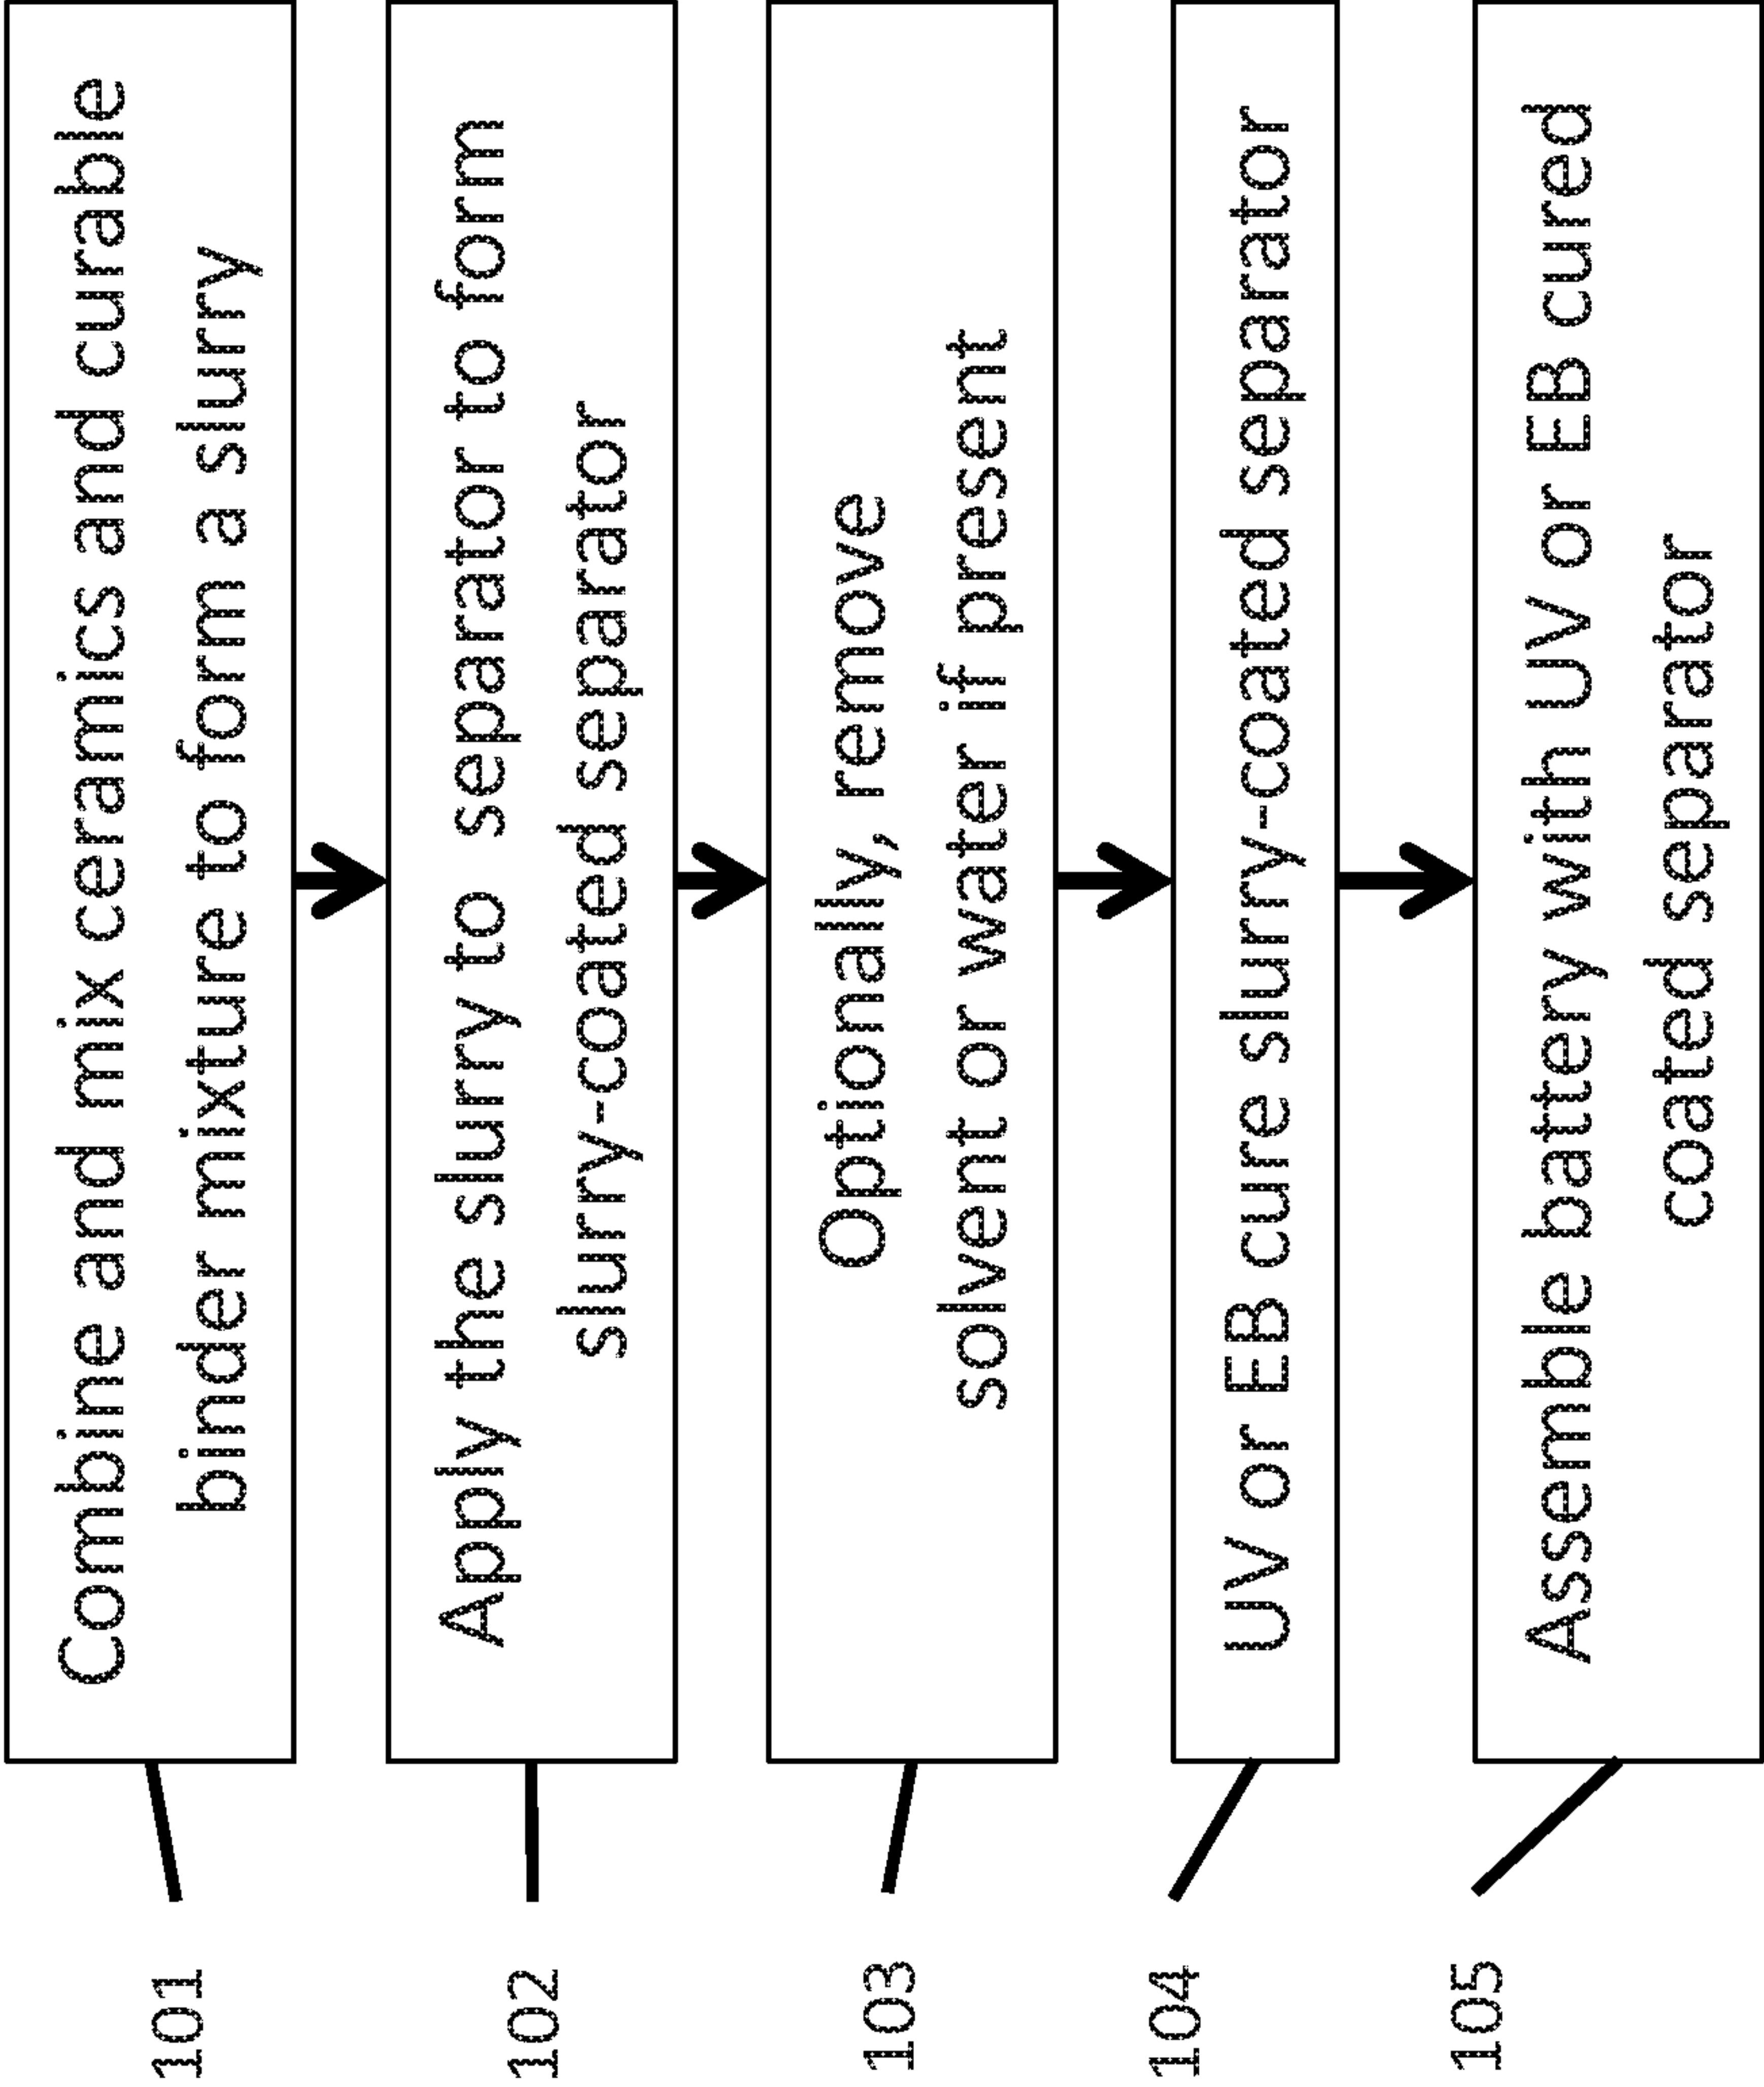 101
Combine and mix ceramics and curable
binder mixture to form a slurry
102
Apply the slurry to separator to form
slurry-coated separator
103
Optionally, remove
solvent or water if present
104
UV or EB cure slurry-coated separator
105
Assemble battery with UV or EB cured
coated separator